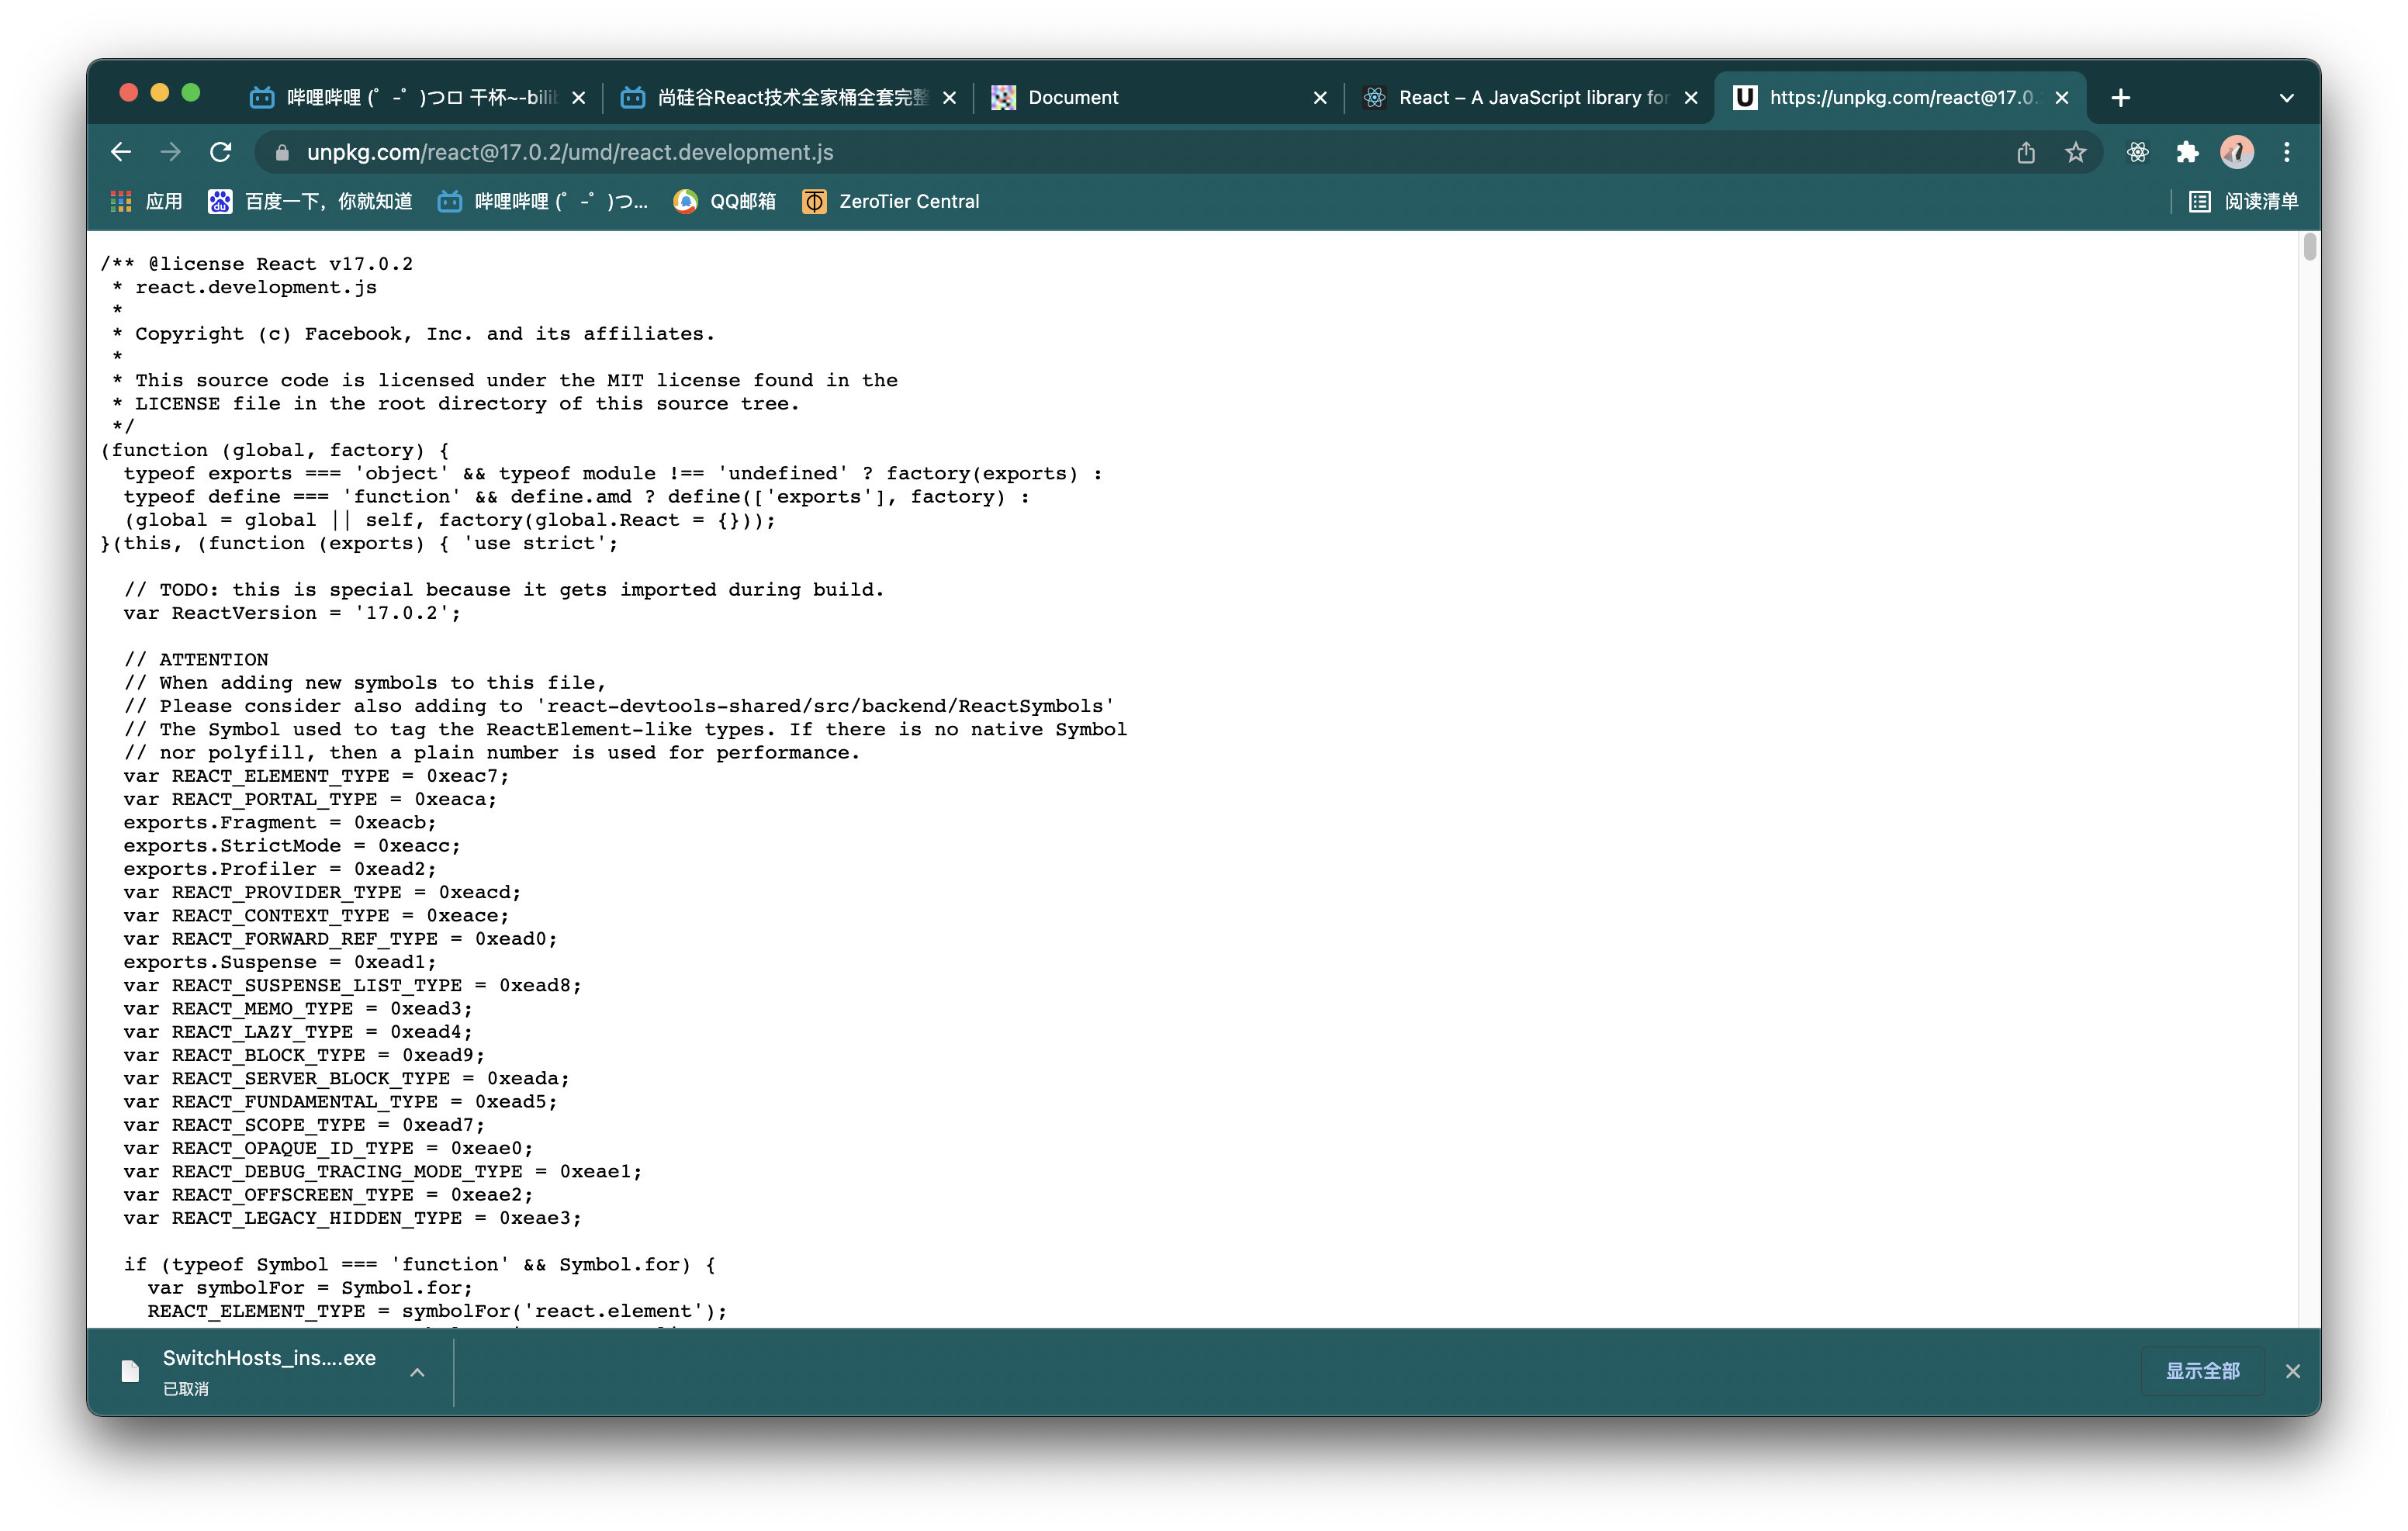 哔哩哔哩 (゜-゜)つロ 干杯~-bili
尚硅谷React技术全家桶全套完整
Document
React – A JavaScript library for
https://unpkg.com/react@17.0.
unpkg.com/react@17.0.2/umd/react.development.js
应用
百度一下，你就知道
哔哩哔哩 (゜-゜)つ...
QQ邮箱
ZeroTier Central
阅读清单
/** @license React v17.0.2
 * react.development.js
 *
 * Copyright (c) Facebook, Inc. and its affiliates.
 *
 * This source code is licensed under the MIT license found in the
 * LICENSE file in the root directory of this source tree.
 */
(function (global, factory) {
  typeof exports === 'object' && typeof module !== 'undefined' ? factory(exports) :
  typeof define === 'function' && define.amd ? define(['exports'], factory) :
  (global = global || self, factory(global.React = {}));
}(this, (function (exports) { 'use strict';
  // TODO: this is special because it gets imported during build.
  var ReactVersion = '17.0.2';
  // ATTENTION
  // When adding new symbols to this file,
  // Please consider also adding to 'react-devtools-shared/src/backend/ReactSymbols'
  // The Symbol used to tag the ReactElement-like types. If there is no native Symbol
  // nor polyfill, then a plain number is used for performance.
  var REACT_ELEMENT_TYPE = 0xeac7;
  var REACT_PORTAL_TYPE = 0xeaca;
  exports.Fragment = 0xeacb;
  exports.StrictMode = 0xeacc;
  exports.Profiler = 0xead2;
  var REACT_PROVIDER_TYPE = 0xeacd;
  var REACT_CONTEXT_TYPE = 0xeace;
  var REACT_FORWARD_REF_TYPE = 0xead0;
  exports.Suspense = 0xead1;
  var REACT_SUSPENSE_LIST_TYPE = 0xead8;
  var REACT_MEMO_TYPE = 0xead3;
  var REACT_LAZY_TYPE = 0xead4;
  var REACT_BLOCK_TYPE = 0xead9;
  var REACT_SERVER_BLOCK_TYPE = 0xeada;
  var REACT_FUNDAMENTAL_TYPE = 0xead5;
  var REACT_SCOPE_TYPE = 0xead7;
  var REACT_OPAQUE_ID_TYPE = 0xeae0;
  var REACT_DEBUG_TRACING_MODE_TYPE = 0xeae1;
  var REACT_OFFSCREEN_TYPE = 0xeae2;
  var REACT_LEGACY_HIDDEN_TYPE = 0xeae3;
  if (typeof Symbol === 'function' && Symbol.for) {
    var symbolFor = Symbol.for;
    REACT_ELEMENT_TYPE = symbolFor('react.element');
SwitchHosts_ins....exe
已取消
显示全部